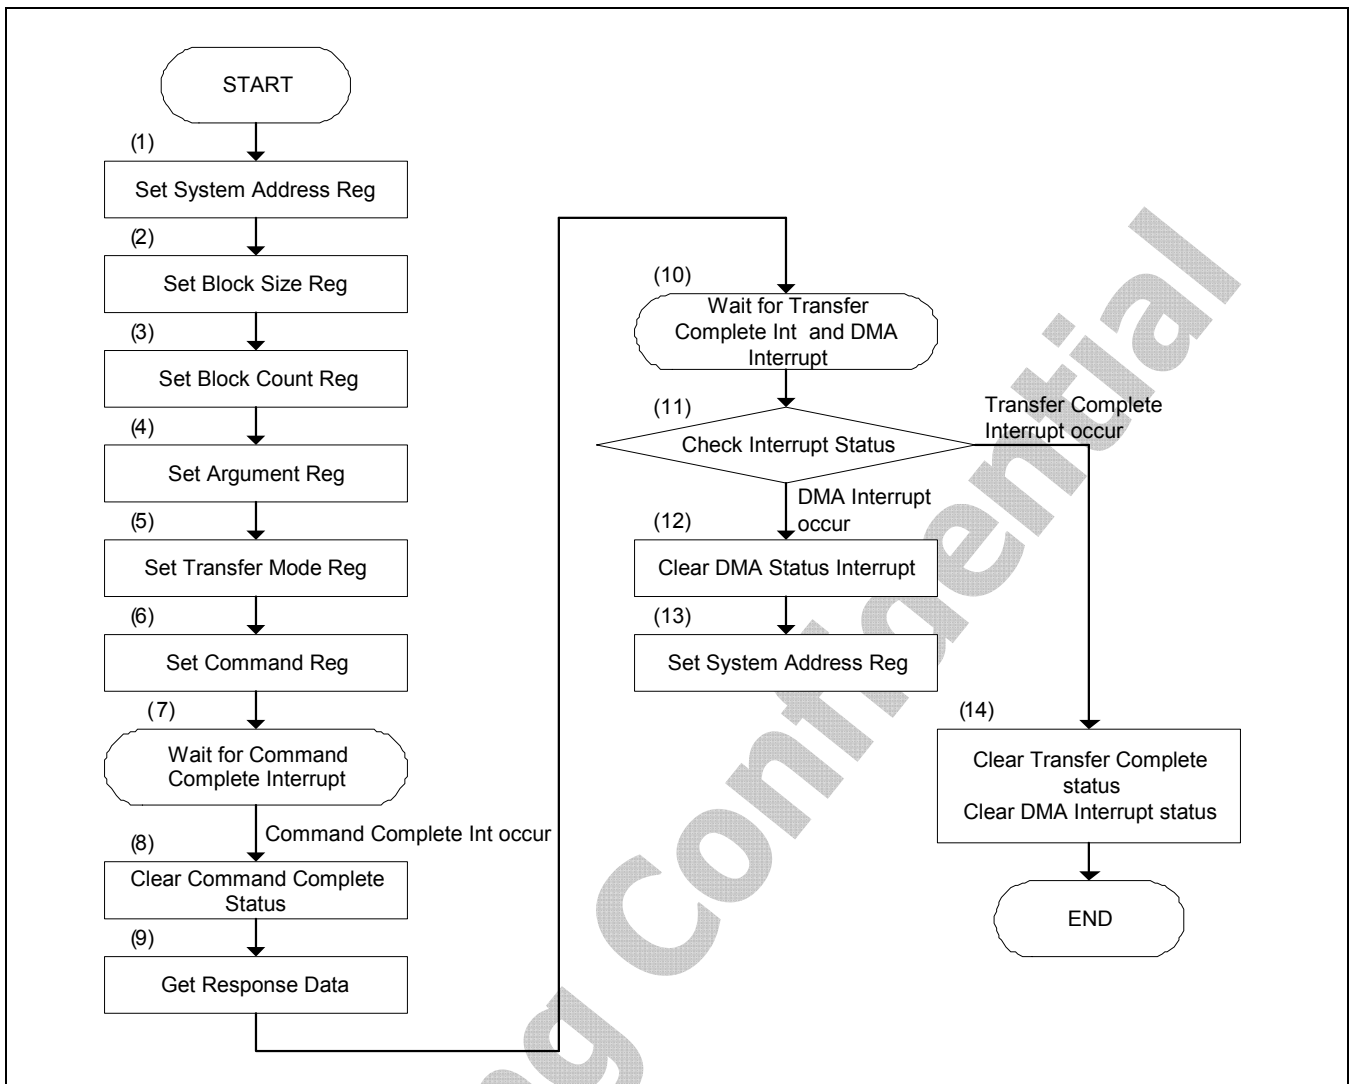 START
(1)
Set System Address Reg
(2)
Set Block Size Reg
(3)
Set Block Count Reg
(4)
Set Argument Reg
(5)
Set Transfer Mode Reg
(6)
Set Command Reg
(7)
Wait for Command
Complete Interrupt
Command Complete Int occur
(8)
Clear Command Complete
Status
(9)
Get Response Data
(10)
Wait for Transfer
Complete Int and DMA
Interrupt
(11)
Check Interrupt Status
Transfer Complete
Interrupt occur
DMA Interrupt
occur
(12)
Clear DMA Status Interrupt
(13)
Set System Address Reg
(14)
Clear Transfer Complete
status
Clear DMA Interrupt status
END
ng Confidential